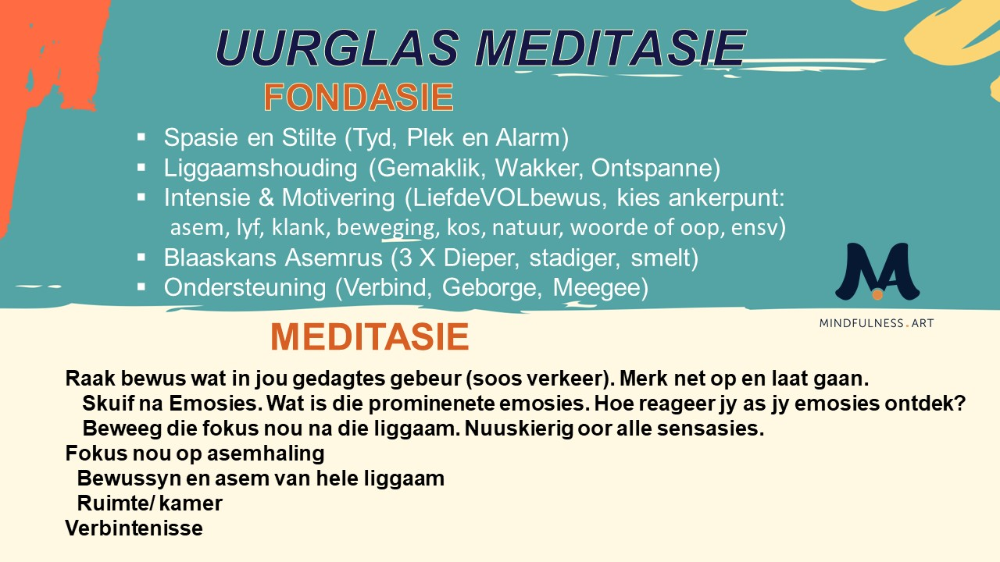 UURGLAS MEDITASIE
FONDASIE
▪ Spasie en Stilte (Tyd, Plek en Alarm)
▪ Liggaamshouding (Gemaklik, Wakker, Ontspanne)
▪ Intensie & Motivering (LiefdeVOLbewus, kies ankerpunt:
asem, lyf, klank, beweging, kos, natuur, woorde of oop, ensv)
▪ Blaaskans Asemrus (3 X Dieper, stadiger, smelt)
▪ Ondersteuning (Verbind, Geborge, Meegee)
MA
MINDFULNESS.ART
MEDITASIE
Raak bewus wat in jou gedagtes gebeur (soos verkeer). Merk net op en laat gaan.
Skuif na Emosies. Wat is die prominenete emosies. Hoe reageer jy as jy emosies ontdek?
Beweeg die fokus nou na die liggaam. Nuuskierig oor alle sensasies.
Fokus nou op asemhaling
Bewussyn en asem van hele liggaam
Ruimte/ kamer
Verbintenisse